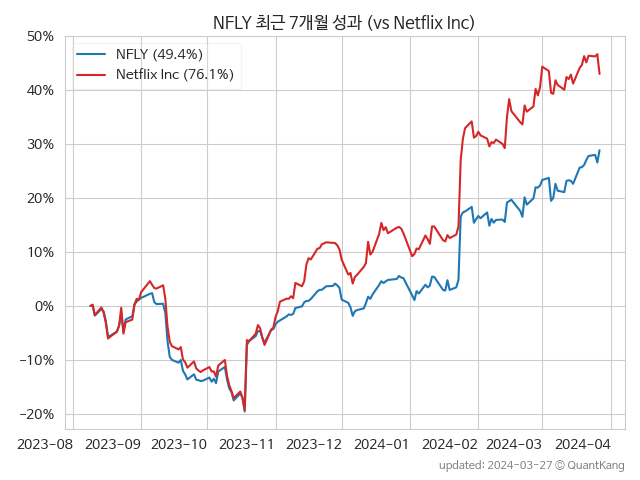 NFLY 최근 7개월 성과 (vs Netflix Inc)
50%
NFLY (49.4%)
Netflix Inc (76.1%)
40%
30%
20%
10%
0%
−10%
−20%
2023-08 2023-09 2023-10 2023-11 2023-12 2024-01 2024-02 2024-03 2024-04
updated: 2024-03-27 © QuantKang